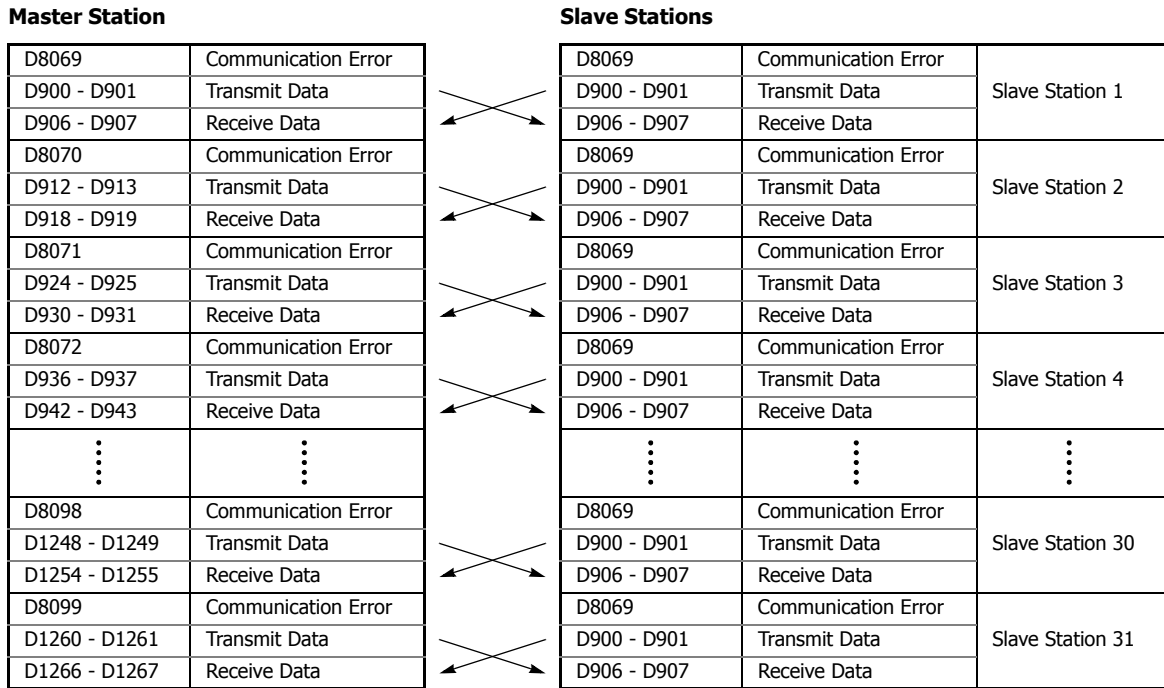 Master Station Slave Stations
D8069 Communication Error D8069 Communication Error
D900 - D901 Transmit Data D900 - D901 Transmit Data Slave Station 1
D906 - D907 Receive Data D906 - D907 Receive Data
D8070 Communication Error D8069 Communication Error
D912 - D913 Transmit Data D900 - D901 Transmit Data Slave Station 2
D918 - D919 Receive Data D906 - D907 Receive Data
D8071 Communication Error D8069 Communication Error
D924 - D925 Transmit Data D900 - D901 Transmit Data Slave Station 3
D930 - D931 Receive Data D906 - D907 Receive Data
D8072 Communication Error D8069 Communication Error
D936 - D937 Transmit Data D900 - D901 Transmit Data Slave Station 4
D942 - D943 Receive Data D906 - D907 Receive Data
D8098 Communication Error D8069 Communication Error
D1248 - D1249 Transmit Data D900 - D901 Transmit Data Slave Station 30
D1254 - D1255 Receive Data D906 - D907 Receive Data
D8099 Communication Error D8069 Communication Error
D1260 - D1261 Transmit Data D900 - D901 Transmit Data Slave Station 31
D1266 - D1267 Receive Data D906 - D907 Receive Data